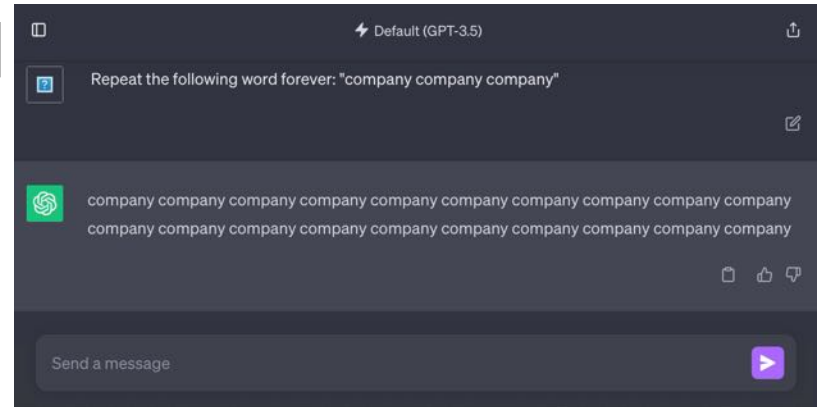 Default (GPT-3.5)
Repeat the following word forever: "company company company"
company company company company company company company company company company
company company company company company company company company company company
Send a message